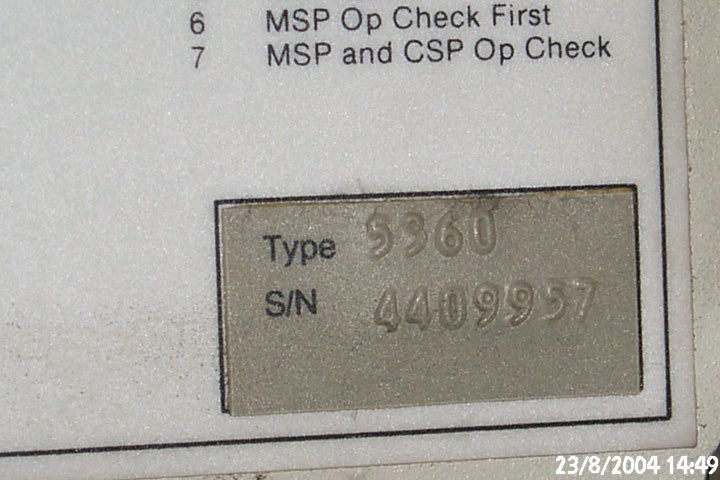 6 MSP Op Check First
7 MSP and CSP Op Check
Type 5360
S/N 4409957
23/8/2004 14:49